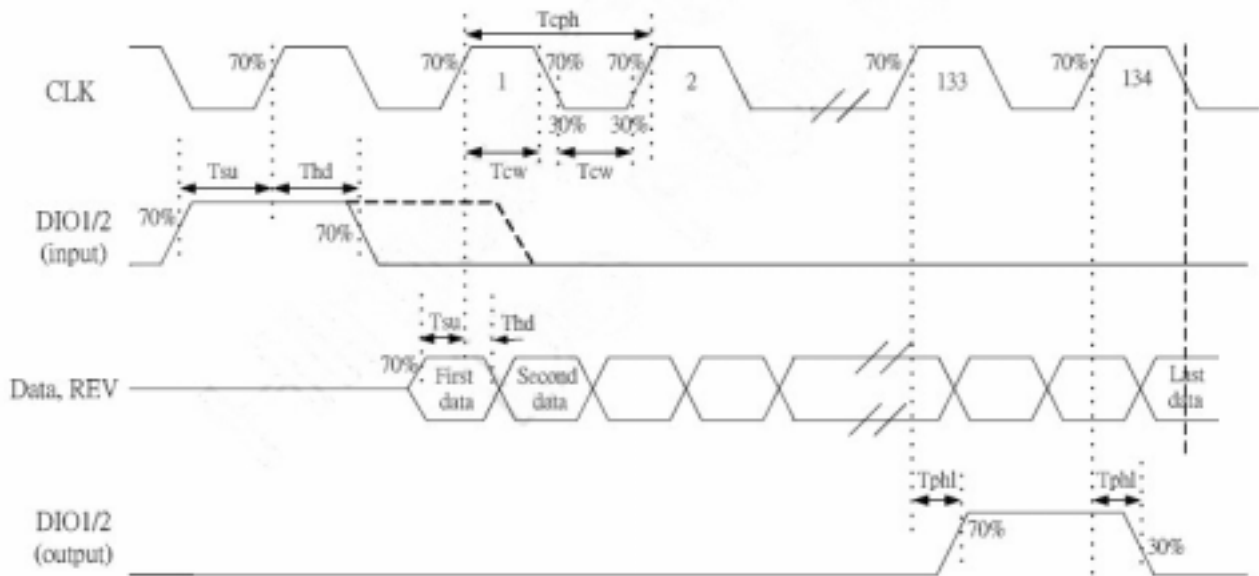 Tcph
70% 70% 70% 70% 70% 70% 70%
CLK 1 2 133 134
30% 30%
Tsu Thd Tcw Tcw
DIO1/2 70% 70%
(input)
Tsu Thd
70%
Data, REV First data Second data Last data
Tphl Tphl
DIO1/2 70% 30%
(output)